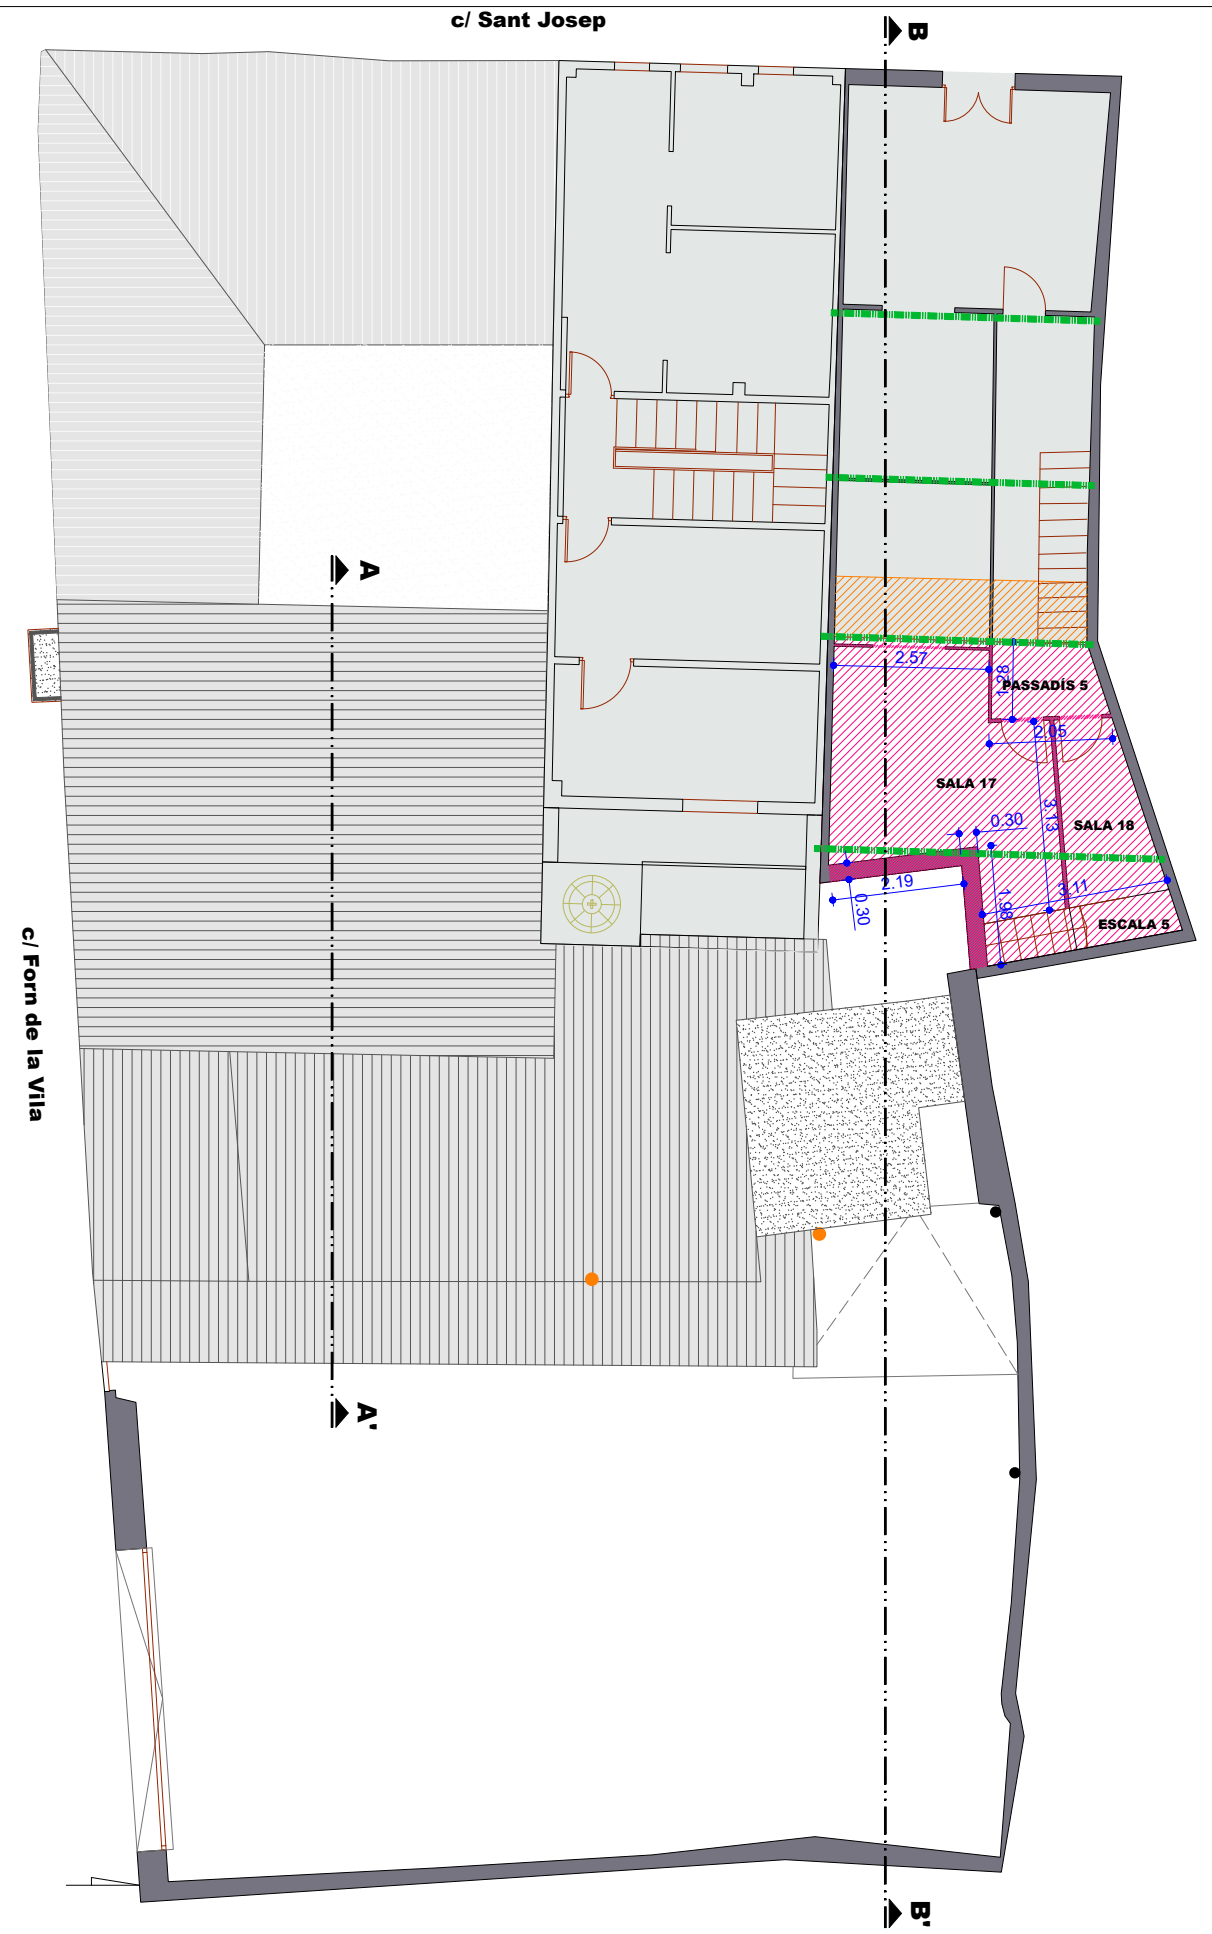 c/ Sant Josep
B
A
2.57
1.28
PASSADÍS 5
2.05
SALA 17
3.13
0.30
SALA 18
2.19
0.30
1.98
3.11
ESCALA 5
c/ Forn de la Vila
A'
B'